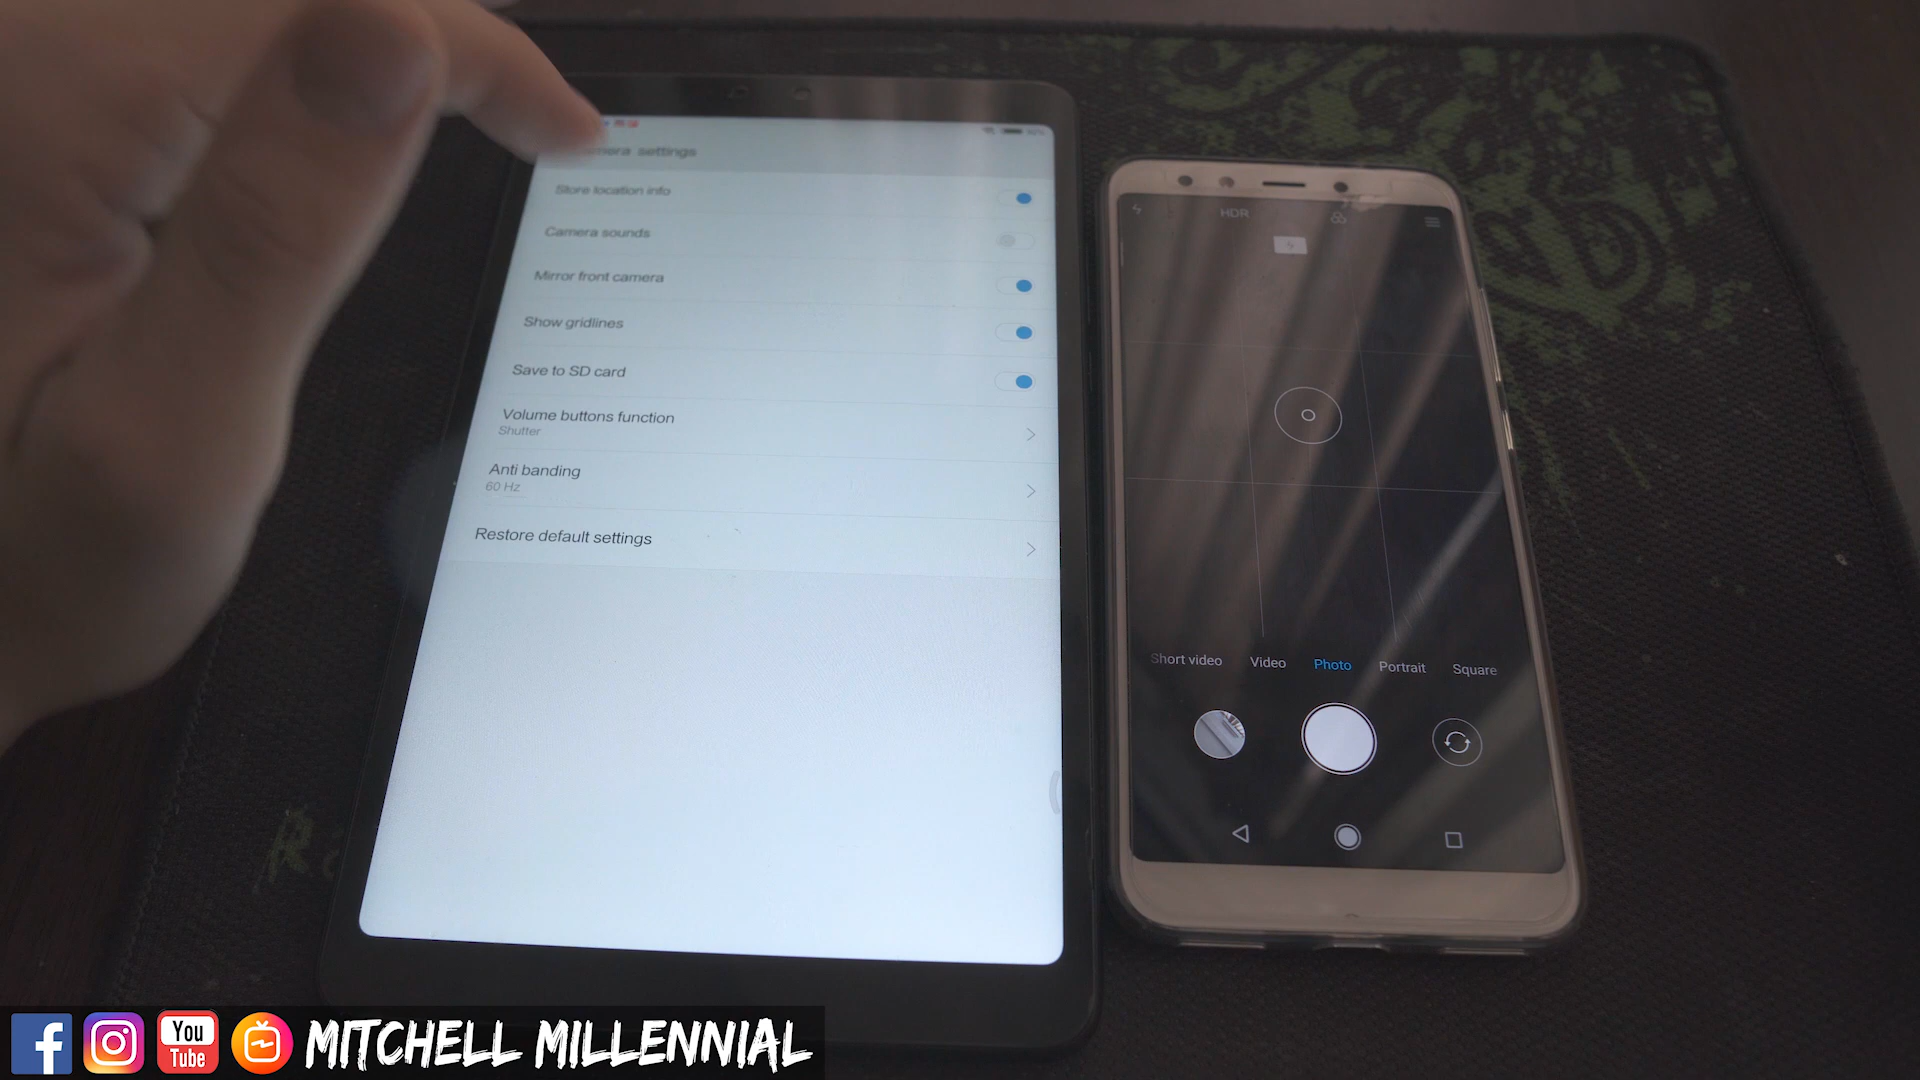 settings
Store location info
Camera sounds
Mirror front camera
Show gridlines
Save to SD card
Volume buttons function
Shutter
Anti banding
60 Hz
Restore default settings
HDR
Short video
Video
Photo
Portrait
Square
You
Tube
MITCHELL MILLENNIAL